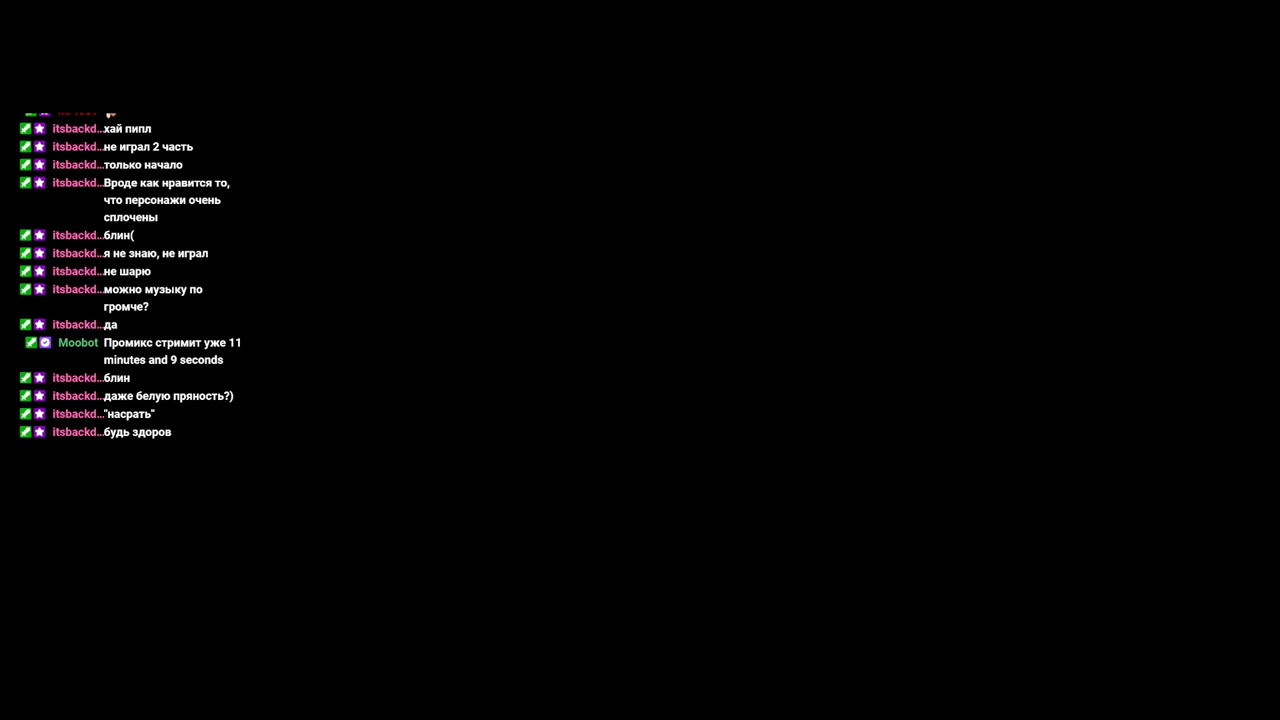 itsbackd...хай пипл
itsbackd...не играл 2 часть
itsbackd...только начало
itsbackd...Вроде как нравится то,
что персонажи очень
сплочены
itsbackd...блин(
itsbackd...я не знаю, не играл
itsbackd...не шарю
itsbackd...можно музыку по
громче?
itsbackd...да
Moobot Промикс стримит уже 11
minutes and 9 seconds
itsbackd...блин
itsbackd...даже белую пряность?)
itsbackd..."насрать"
itsbackd...будь здоров